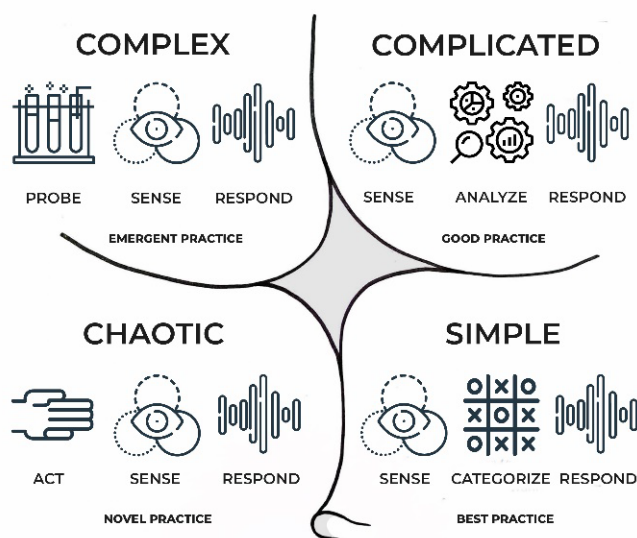 COMPLEX
PROBE SENSE RESPOND
EMERGENT PRACTICE
COMPLICATED
SENSE ANALYZE RESPOND
GOOD PRACTICE
CHAOTIC
ACT SENSE RESPOND
NOVEL PRACTICE
SIMPLE
SENSE CATEGORIZE RESPOND
BEST PRACTICE